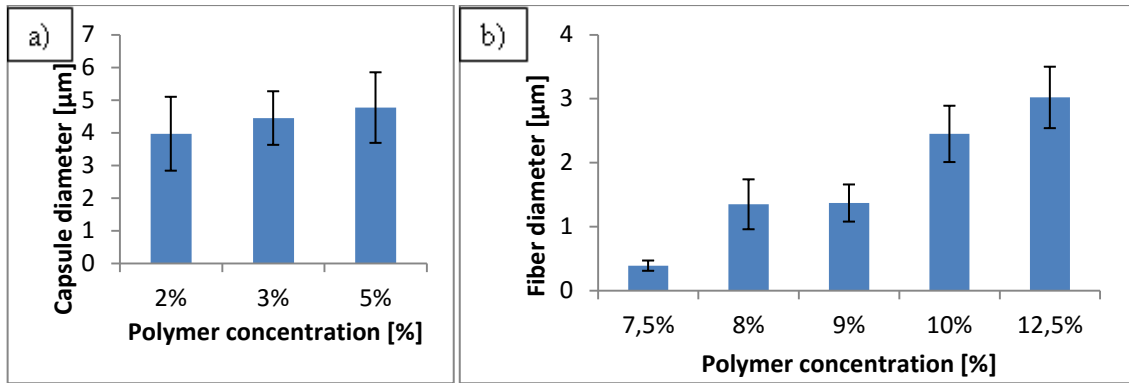 a)
Capsule diameter [µm]
7
6
5
4
3
2
1
0
2% 3% 5%
Polymer concentration [%]
b)
Fiber diameter [µm]
4
3
2
1
0
7,5% 8% 9% 10% 12,5%
Polymer concentration [%]